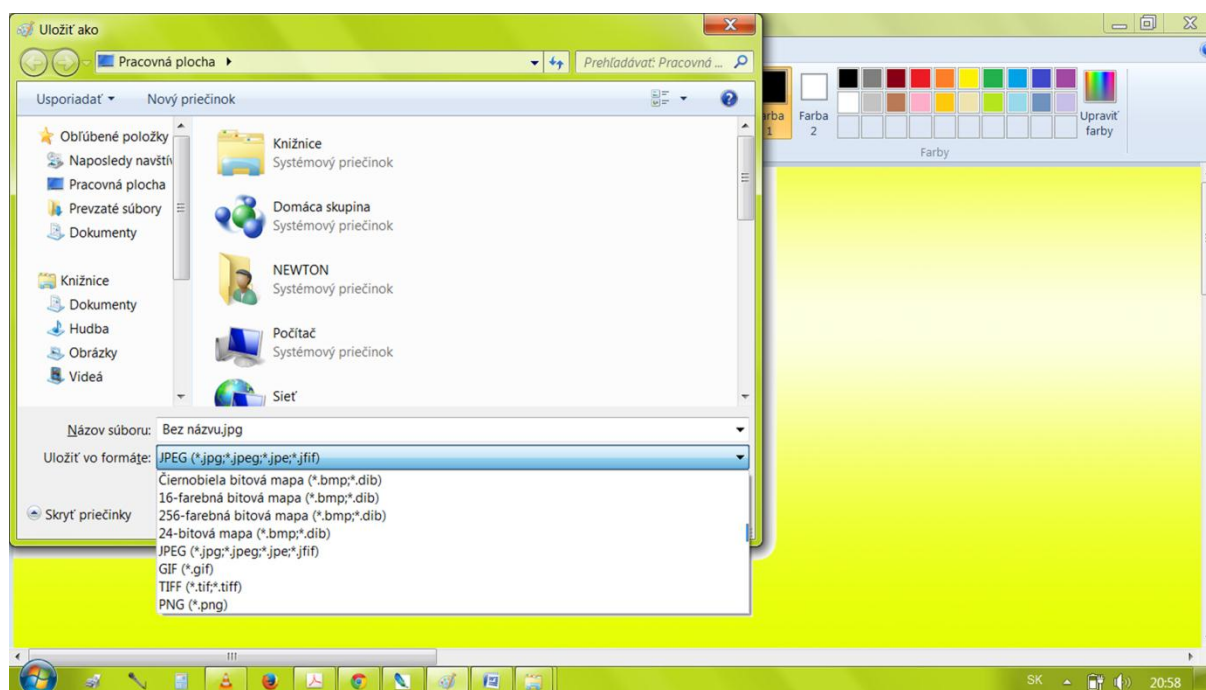 Uložiť ako
Pracovná plocha
Prehľadávať: Pracovná ...
Usporiadať
Nový priečinok
Obľúbené položky
Naposledy navští
Pracovná plocha
Prevzaté súbory
Dokumenty
Knižnice
Dokumenty
Hudba
Obrázky
Videá
Knižnice
Systémový priečinok
Domáca skupina
Systémový priečinok
NEWTON
Systémový priečinok
Počítač
Systémový priečinok
Sieť
Názov súboru: Bez názvu.jpg
Uložiť vo formáte: JPEG (*.jpg;*.jpeg;*.jpe;*.jfif)
Čiernobiela bitová mapa (*.bmp;*.dib)
16-farebná bitová mapa (*.bmp;*.dib)
256-farebná bitová mapa (*.bmp;*.dib)
24-bitová mapa (*.bmp;*.dib)
JPEG (*.jpg;*.jpeg;*.jpe;*.jfif)
GIF (*.gif)
TIFF (*.tif;*.tiff)
PNG (*.png)
Skryť priečinky
arba
1
Farba
2
Upraviť
farby
Farby
SK
20:58